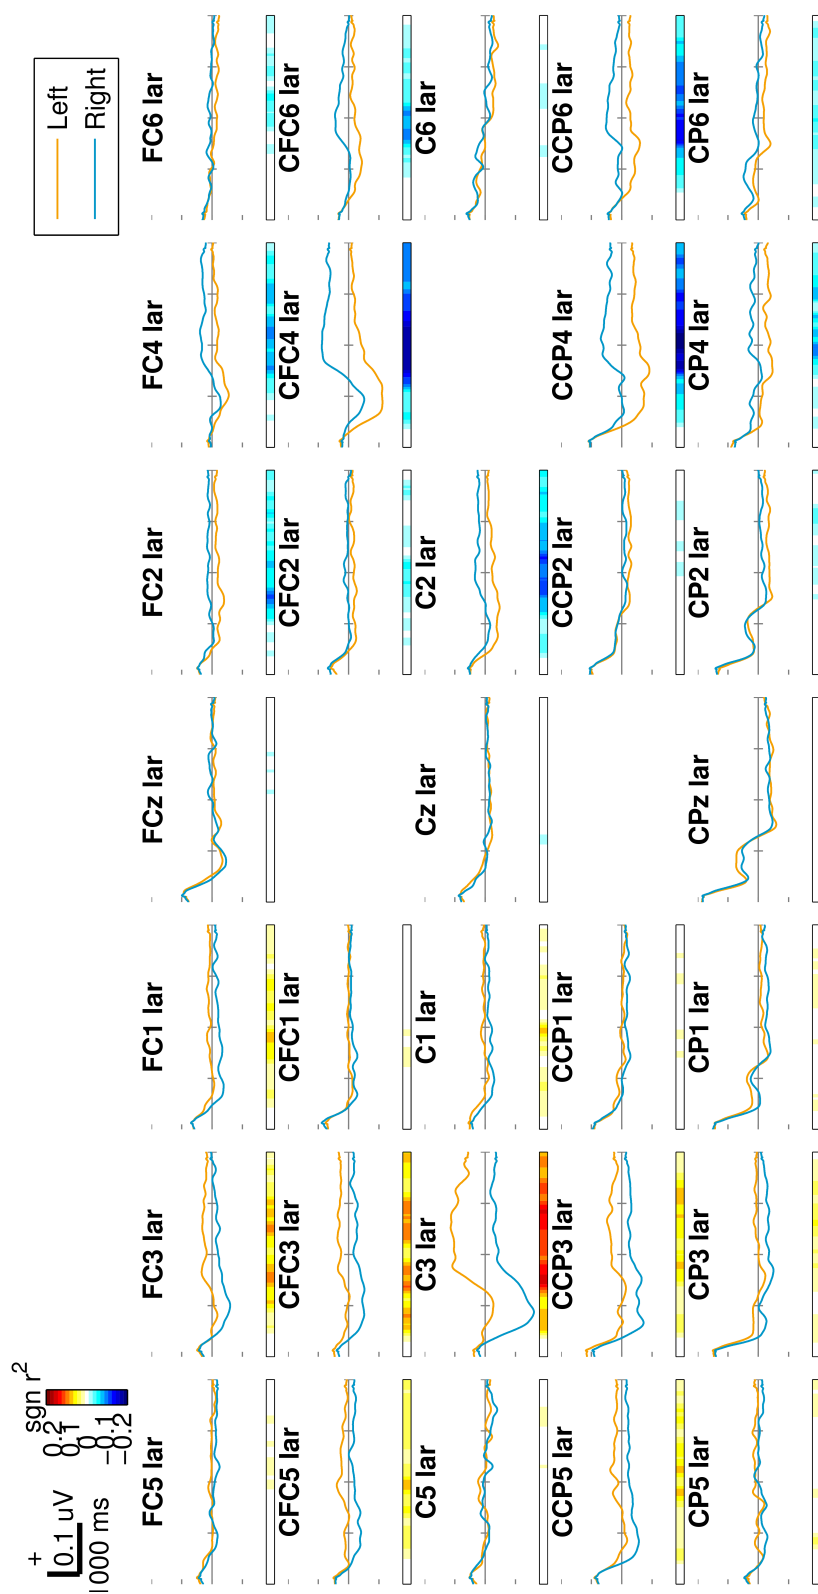 +
0.1 uV
1000 ms
sgn r²
0.2
0.1
0
−0.1
−0.2
Left
Right
FC5 lar
FC3 lar
FC1 lar
FCz lar
FC2 lar
FC4 lar
FC6 lar
CFC5 lar
CFC3 lar
CFC1 lar
CFC2 lar
CFC4 lar
CFC6 lar
C5 lar
C3 lar
C1 lar
Cz lar
C2 lar
C6 lar
CCP5 lar
CCP3 lar
CCP1 lar
CCP2 lar
CCP4 lar
CCP6 lar
CP5 lar
CP3 lar
CP1 lar
CPz lar
CP2 lar
CP4 lar
CP6 lar